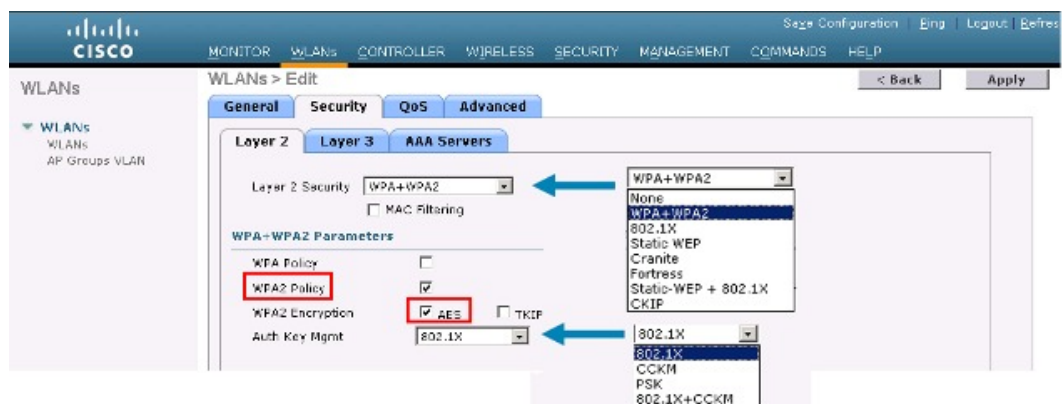 Save Configuration | Ping | Logout | Refres
CISCO
MONITOR WLANs CONTROLLER WIRELESS SECURITY MANAGEMENT COMMANDS HELP
WLANs
WLANs > Edit
< Back
Apply
General Security QoS Advanced
WLANs
WLANs
AP Groups VLAN
Layer 2 Layer 3 AAA Servers
Layer 2 Security WPA+WPA2
MAC Filtering
WPA+WPA2
None
WPA+WPA2
802.1X
Static WEP
Cranite
Fortress
Static-WEP + 802.1X
CKIP
WPA+WPA2 Parameters
WPA Policy
WPA2 Policy
WPA2 Encryption AES TKIP
Auth Key Mgmt 802.1X
802.1X
802.1X
CCKM
PSK
802.1X+CCKM